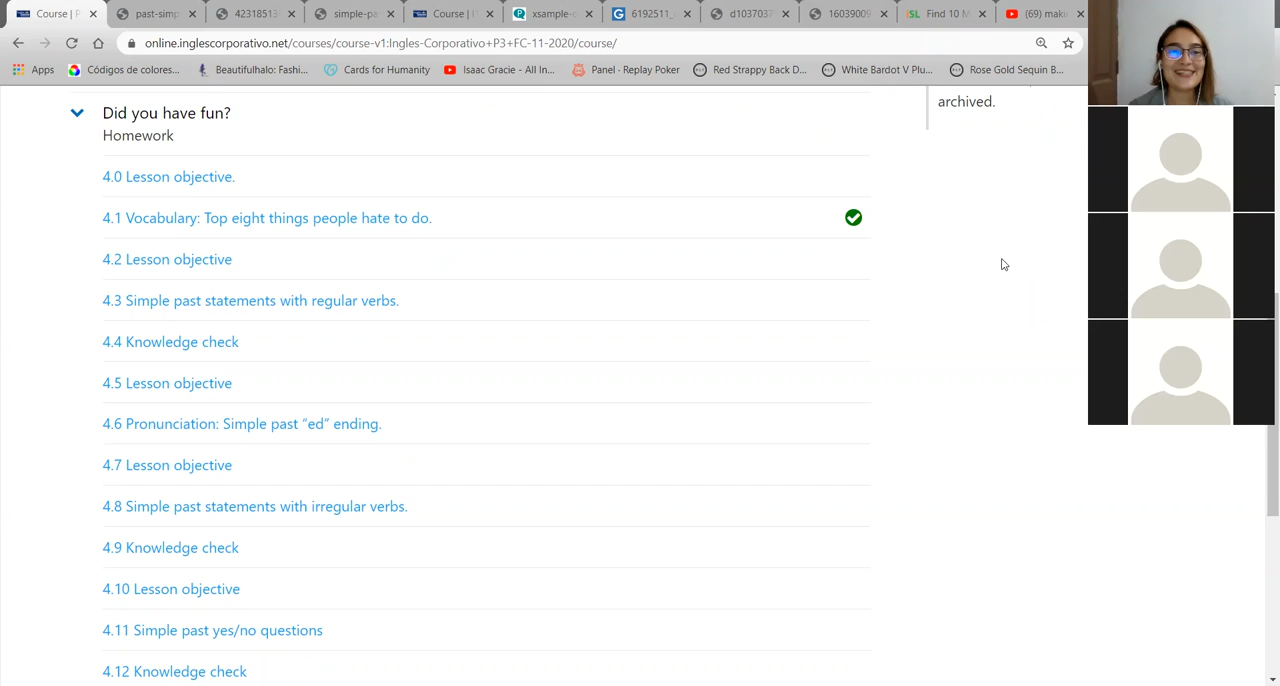 Course | P
past-simp
42318513
simple-pa
Course | I
xsample-
6192511_
d1037037
16039009
iSL Find 10 M
(69) maki
online.inglescorporativo.net/courses/course-v1:Ingles-Corporativo+P3+FC-11-2020/course/
Apps
Códigos de colores...
Beautifulhalo: Fashi...
Cards for Humanity
Isaac Gracie - All In...
Panel · Replay Poker
Red Strappy Back D...
White Bardot V Plu...
Rose Gold Sequin B...
archived.
Did you have fun?
Homework
4.0 Lesson objective.
4.1 Vocabulary: Top eight things people hate to do.
4.2 Lesson objective
4.3 Simple past statements with regular verbs.
4.4 Knowledge check
4.5 Lesson objective
4.6 Pronunciation: Simple past “ed” ending.
4.7 Lesson objective
4.8 Simple past statements with irregular verbs.
4.9 Knowledge check
4.10 Lesson objective
4.11 Simple past yes/no questions
4.12 Knowledge check